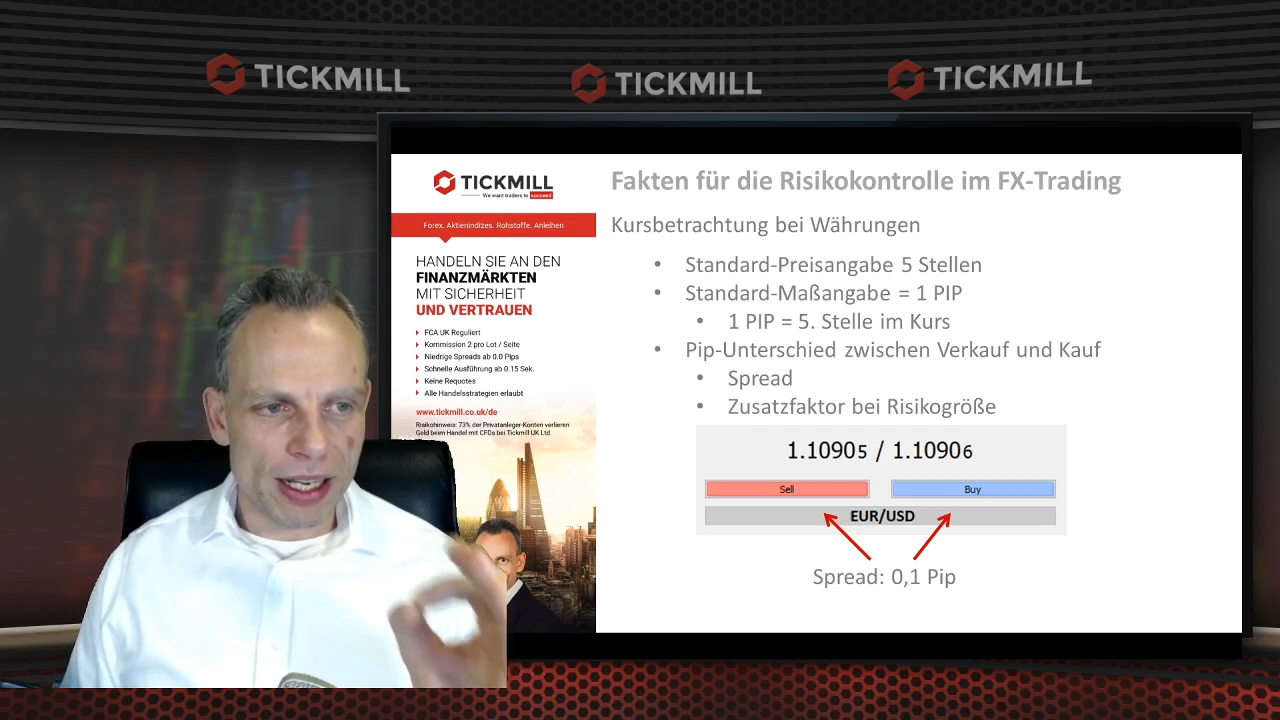 TICKMILL
TICKMILL
TICKMILL
TICKMILL
We want traders to succeed
Forex. Aktienindizes. Rohstoffe. Anleihen
HANDELN SIE AN DEN
FINANZMÄRKTEN
MIT SICHERHEIT
UND VERTRAUEN
FCA UK Reguliert
Kommission 2 pro Lot / Seite
Niedrige Spreads ab 0.0 Pips
Schnelle Ausführung ab 0.15 Sek.
Keine Requotes
Alle Handelsstrategien erlaubt
www.tickmill.co.uk/de
Risikohinweis: 73% der Privatanleger-Konten verlieren
Geld beim Handel mit CFDs bei Tickmill UK Ltd.
Fakten für die Risikokontrolle im FX-Trading
Kursbetrachtung bei Währungen
• Standard-Preisangabe 5 Stellen
• Standard-Maßangabe = 1 PIP
• 1 PIP = 5. Stelle im Kurs
• Pip-Unterschied zwischen Verkauf und Kauf
• Spread
• Zusatzfaktor bei Risikogröße
1.10905 / 1.10906
Sell Buy
EUR/USD
Spread: 0,1 Pip